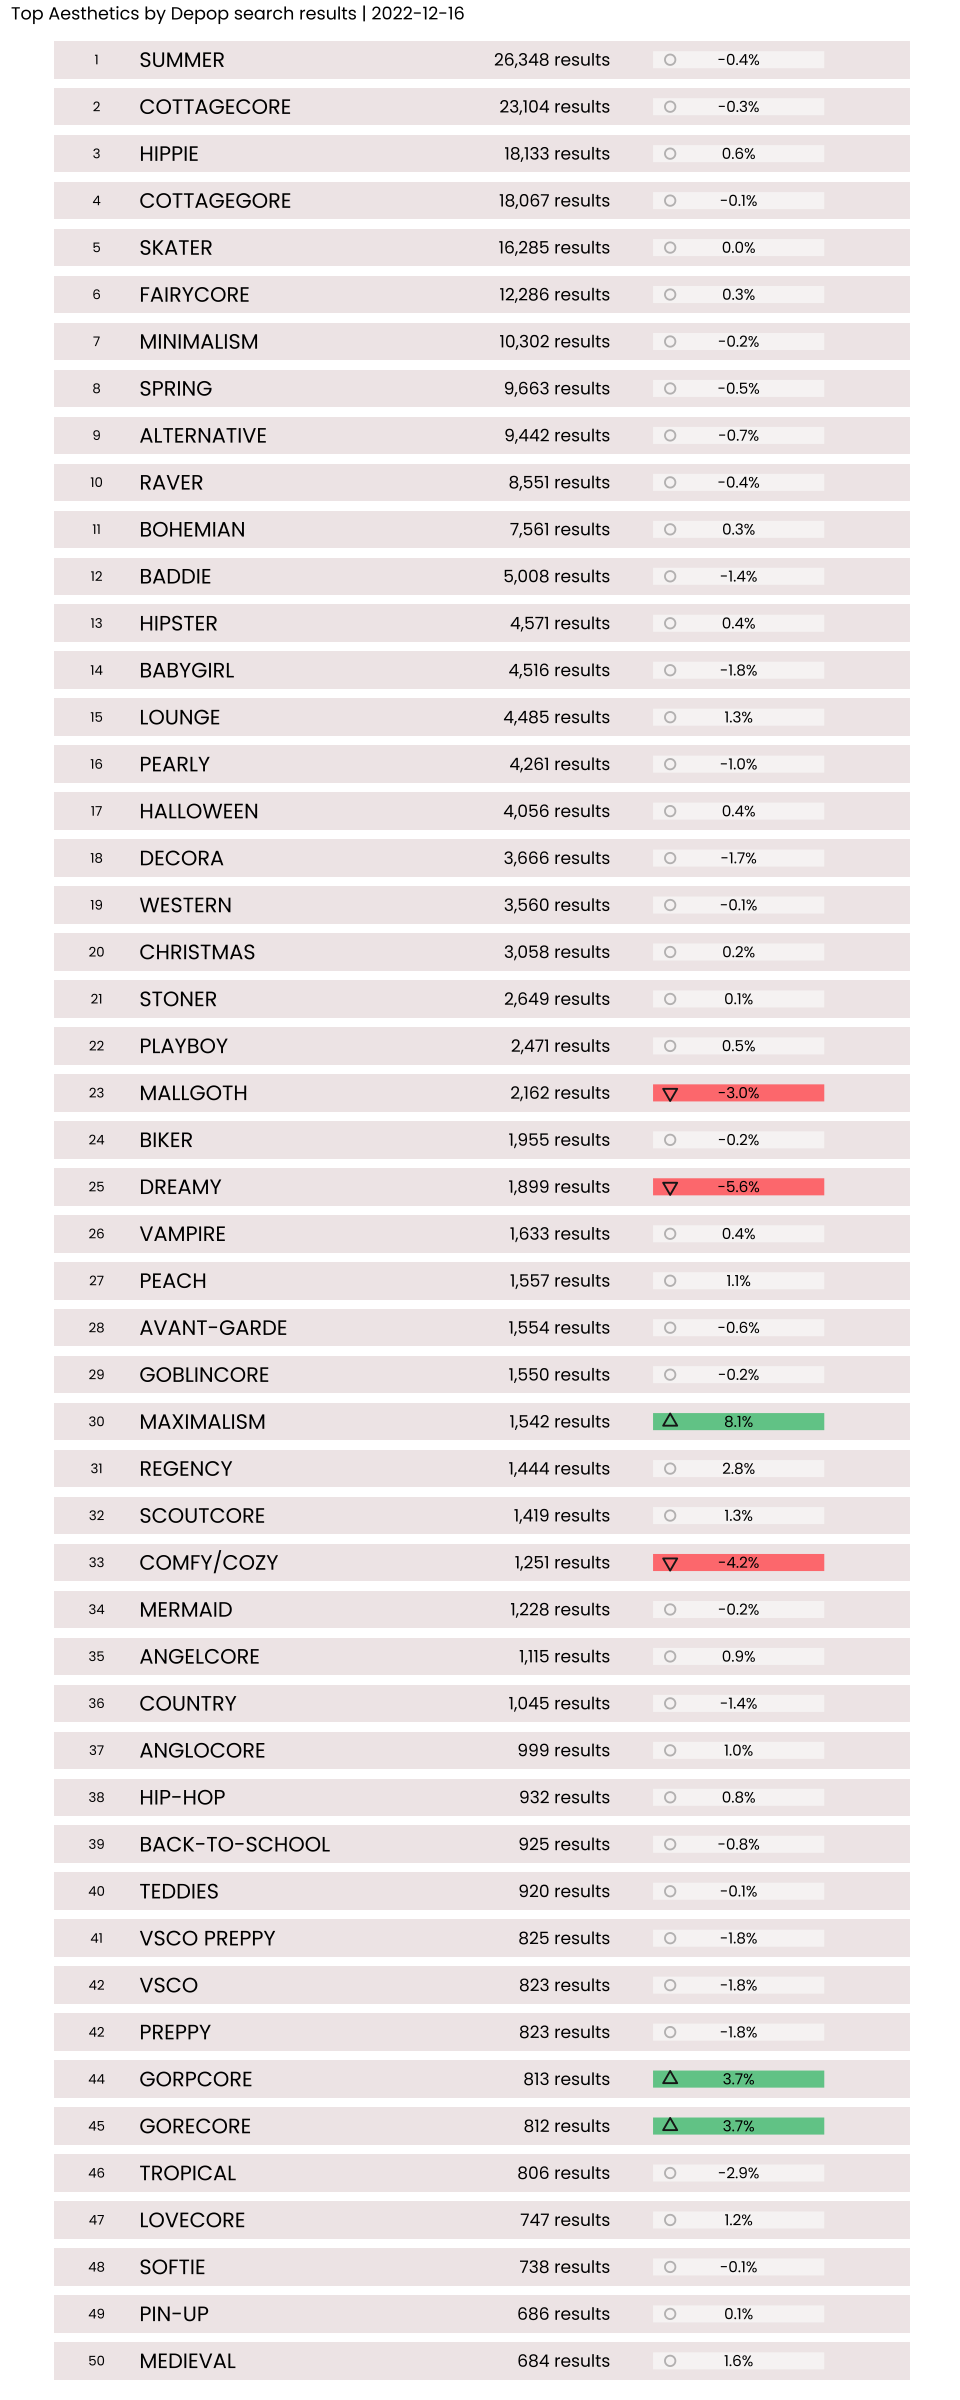 Top Aesthetics by Depop search results | 2022-12-16
1 SUMMER 26,348 results -0.4%
2 COTTAGECORE 23,104 results -0.3%
3 HIPPIE 18,133 results 0.6%
4 COTTAGEGORE 18,067 results -0.1%
5 SKATER 16,285 results 0.0%
6 FAIRYCORE 12,286 results 0.3%
7 MINIMALISM 10,302 results -0.2%
8 SPRING 9,663 results -0.5%
9 ALTERNATIVE 9,442 results -0.7%
10 RAVER 8,551 results -0.4%
11 BOHEMIAN 7,561 results 0.3%
12 BADDIE 5,008 results -1.4%
13 HIPSTER 4,571 results 0.4%
14 BABYGIRL 4,516 results -1.8%
15 LOUNGE 4,485 results 1.3%
16 PEARLY 4,261 results -1.0%
17 HALLOWEEN 4,056 results 0.4%
18 DECORA 3,666 results -1.7%
19 WESTERN 3,560 results -0.1%
20 CHRISTMAS 3,058 results 0.2%
21 STONER 2,649 results 0.1%
22 PLAYBOY 2,471 results 0.5%
23 MALLGOTH 2,162 results -3.0%
24 BIKER 1,955 results -0.2%
25 DREAMY 1,899 results -5.6%
26 VAMPIRE 1,633 results 0.4%
27 PEACH 1,557 results 1.1%
28 AVANT-GARDE 1,554 results -0.6%
29 GOBLINCORE 1,550 results -0.2%
30 MAXIMALISM 1,542 results 8.1%
31 REGENCY 1,444 results 2.8%
32 SCOUTCORE 1,419 results 1.3%
33 COMFY/COZY 1,251 results -4.2%
34 MERMAID 1,228 results -0.2%
35 ANGELCORE 1,115 results 0.9%
36 COUNTRY 1,045 results -1.4%
37 ANGLOCORE 999 results 1.0%
38 HIP-HOP 932 results 0.8%
39 BACK-TO-SCHOOL 925 results -0.8%
40 TEDDIES 920 results -0.1%
41 VSCO PREPPY 825 results -1.8%
42 VSCO 823 results -1.8%
42 PREPPY 823 results -1.8%
44 GORPCORE 813 results 3.7%
45 GORECORE 812 results 3.7%
46 TROPICAL 806 results -2.9%
47 LOVECORE 747 results 1.2%
48 SOFTIE 738 results -0.1%
49 PIN-UP 686 results 0.1%
50 MEDIEVAL 684 results 1.6%